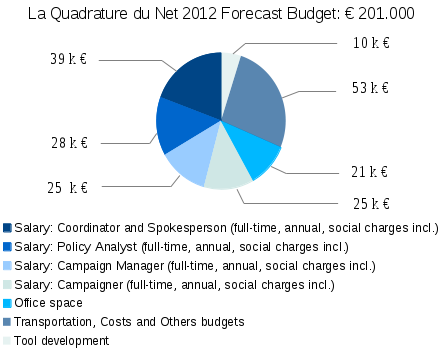 La Quadrature du Net 2012 Forecast Budget: € 201.000
10 k €
39 k €
53 k €
28 k €
21 k €
25  k €
25 k €
Salary: Coordinator and Spokesperson (full-time, annual, social charges incl.)
Salary: Policy Analyst (full-time, annual, social charges incl.)
Salary: Campaign Manager (full-time, annual, social charges incl.)
Salary: Campaigner (full-time, annual, social charges incl.)
Office space
Transportation, Costs and Others budgets
Tool development